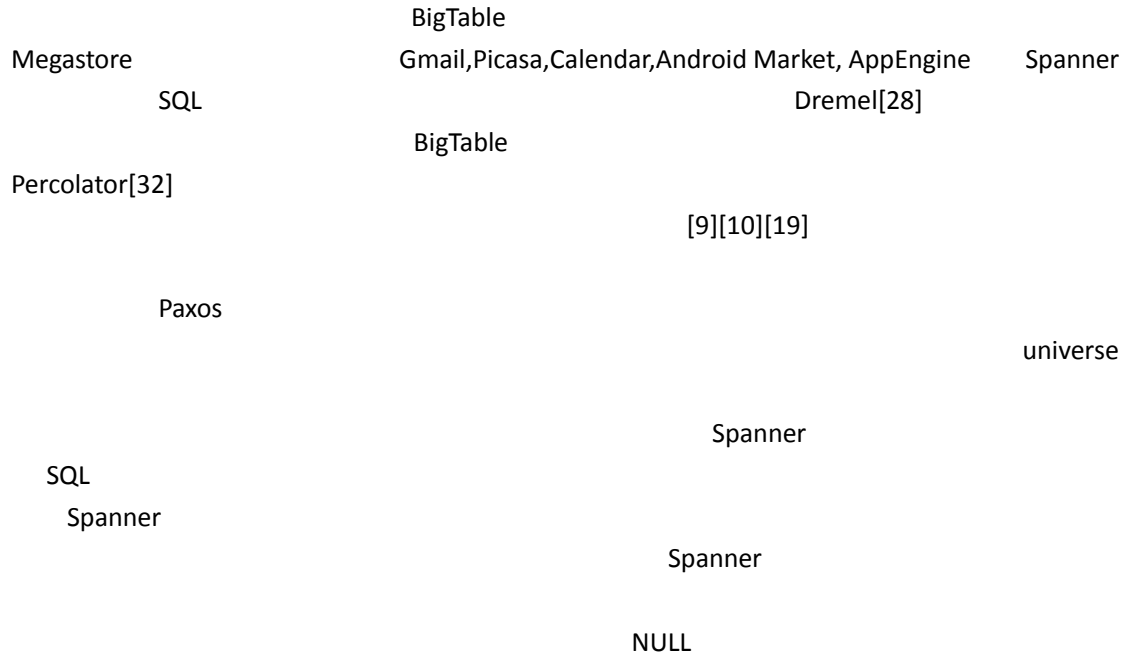 BigTable
Megastore Gmail,Picasa,Calendar,Android Market, AppEngine Spanner
SQL Dremel[28]
BigTable
Percolator[32]
[9][10][19]
Paxos
universe
Spanner
SQL
Spanner
Spanner
NULL